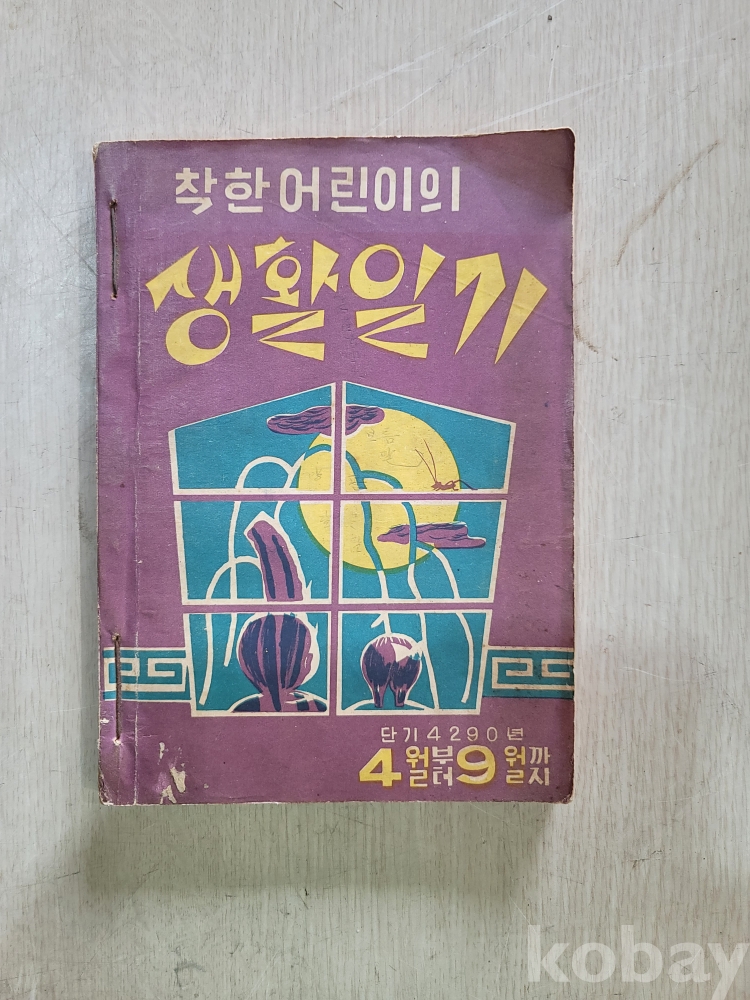 착한어린이의
생활일기
단기4290년
4월부터9월까지
kobay